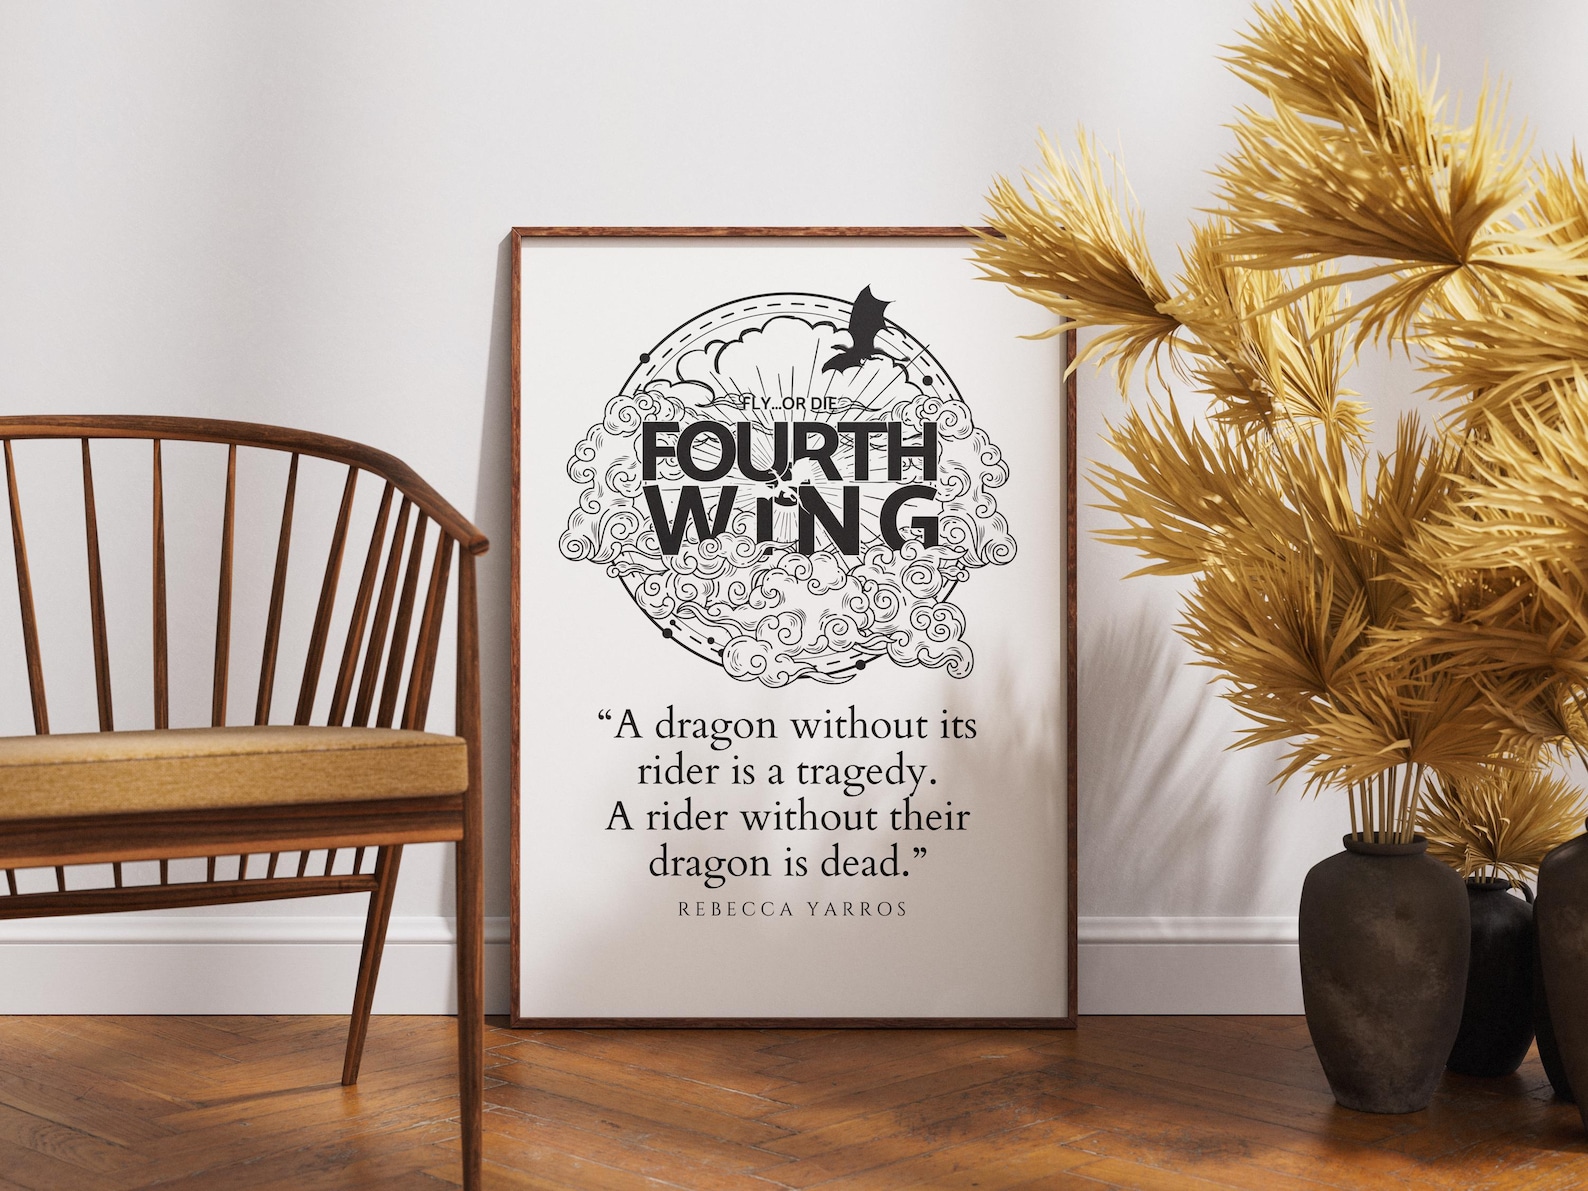 FLY...OR DIE
FOURTH
WING
“A dragon without its
rider is a tragedy.
A rider without their
dragon is dead.”
REBECCA YARROS